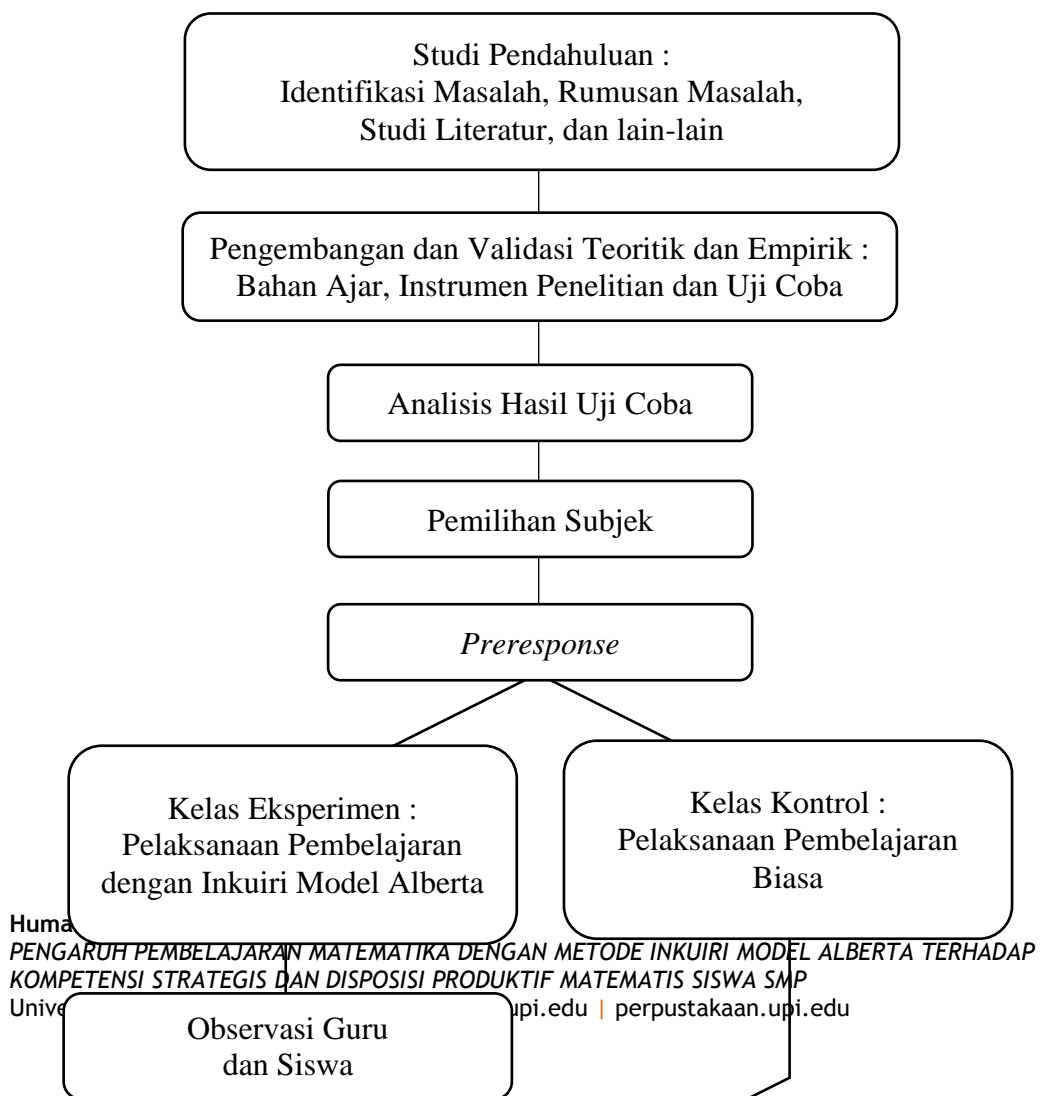 Studi Pendahuluan :
Identifikasi Masalah, Rumusan Masalah,
Studi Literatur, dan lain-lain
Pengembangan dan Validasi Teoritik dan Empirik :
Bahan Ajar, Instrumen Penelitian dan Uji Coba
Analisis Hasil Uji Coba
Pemilihan Subjek
Preresponse
Kelas Eksperimen :
Pelaksanaan Pembelajaran
dengan Inkuiri Model Alberta
Kelas Kontrol :
Pelaksanaan Pembelajaran
Biasa
PENGARUH PEMBELAJARAN MATEMATIKA DENGAN METODE INKUIRI MODEL ALBERTA TERHADAP
KOMPETENSI STRATEGIS DAN DISPOSISI PRODUKTIF MATEMATIS SISWA SMP
upi.edu | perpustakaan.upi.edu
Observasi Guru
dan Siswa